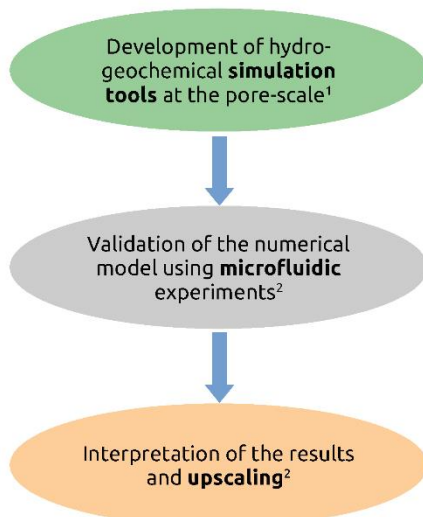 Development of hydro-
geochemical simulation
tools at the pore-scale¹
Validation of the numerical
model using microfluidic
experiments²
Interpretation of the results
and upscaling²